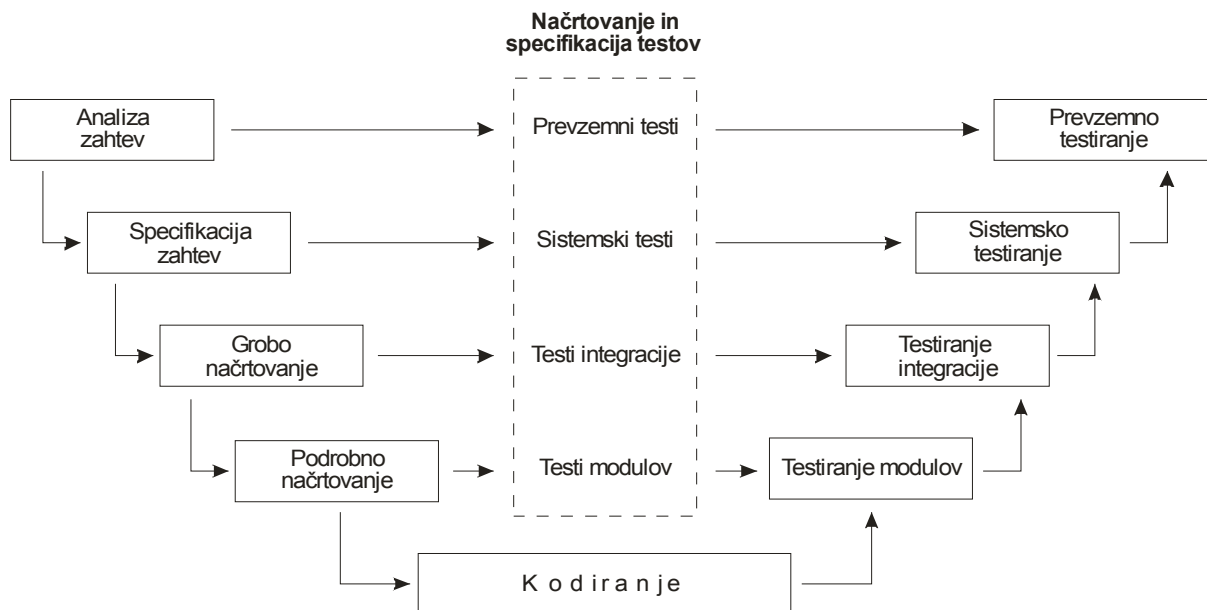 Načrtovanje in
specifikacija testov
Analiza
zahtev
Prevzemni testi
Prevzemno
testiranje
Specifikacija
zahtev
Sistemski testi
Sistemsko
testiranje
Grobo
načrtovanje
Testi integracije
Testiranje
integracije
Podrobno
načrtovanje
Testi modulov
Testiranje modulov
Kodiranje